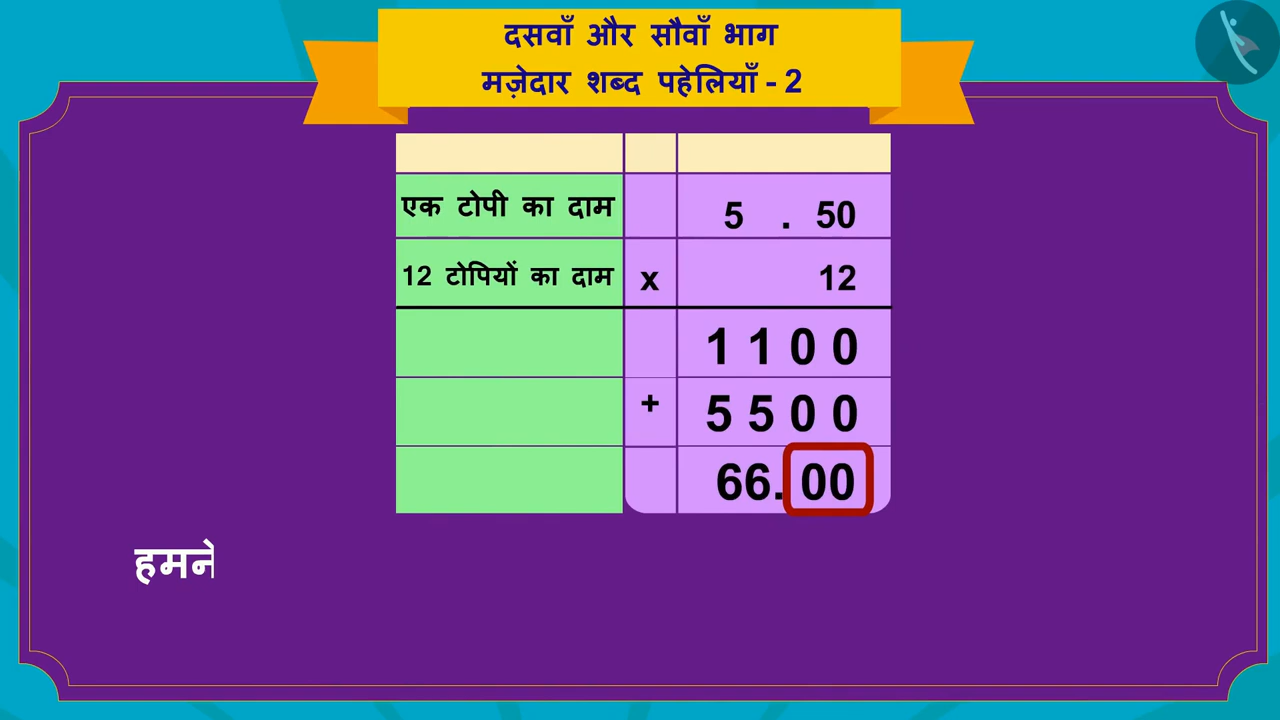 दसवाँ और सौवाँ भाग
मज़ेदार शब्द पहेलियाँ - 2
एक टोपी का दाम 5 . 50
12 टोपियों का दाम x 12
1 1 0 0
+ 5 5 0 0
66.00
हमने